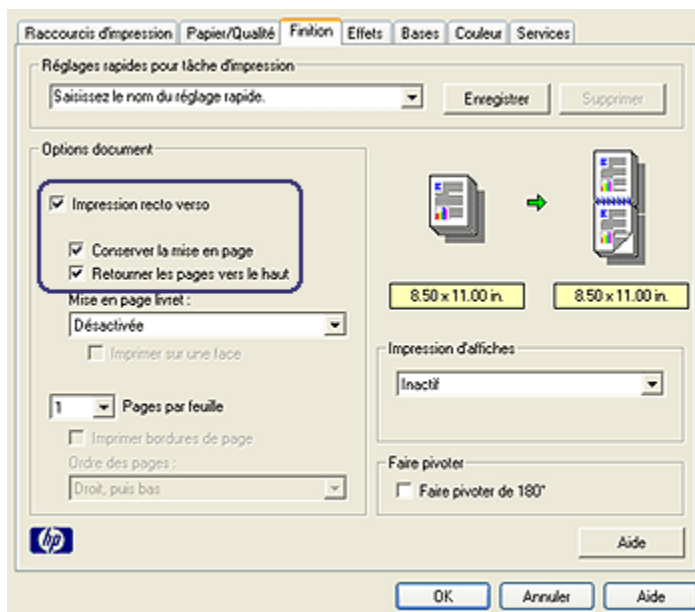 Raccourcis d'impression Papier/Qualité Finition Effets Bases Couleur Services
Réglages rapides pour tâche d'impression
Saisissez le nom du réglage rapide. Enregistrer Supprimer
Options document
Impression recto verso
Conserver la mise en page
Retourner les pages vers le haut
Mise en page livret :
Désactivée
Imprimer sur une face
1 Pages par feuille
Imprimer bordures de page
Ordre des pages :
Droit, puis bas
8.50 x 11.00 in. 8.50 x 11.00 in.
Impression d'affiches
Inactif
Faire pivoter
Faire pivoter de 180°
hp
Aide
OK Annuler Aide